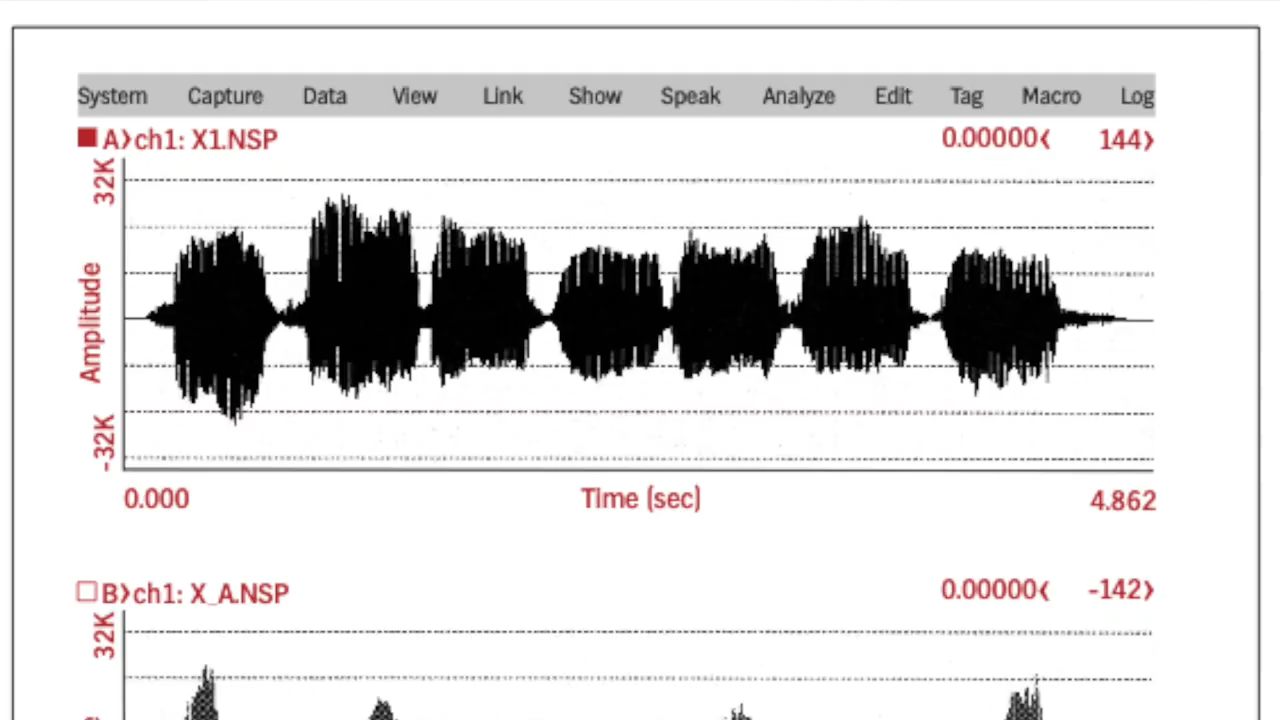 System Capture Data View Link Show Speak Analyze Edit Tag Macro Log
A>ch1: X1.NSP 0.00000< 144>
32K
Amplitude
-32K
0.000 Time (sec) 4.862
B>ch1: X_A.NSP 0.00000< -142>
32K